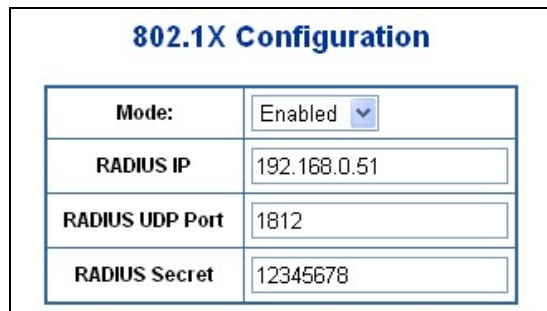 802.1X Configuration
Mode: Enabled
RADIUS IP 192.168.0.51
RADIUS UDP Port 1812
RADIUS Secret 12345678